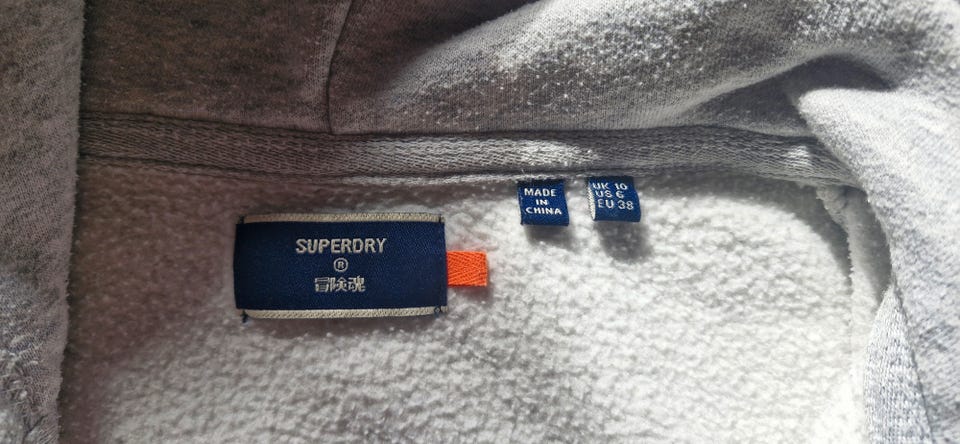 SUPERDRY
®
冒険魂
MADE
IN
CHINA
UK 10
US 6
EU 38